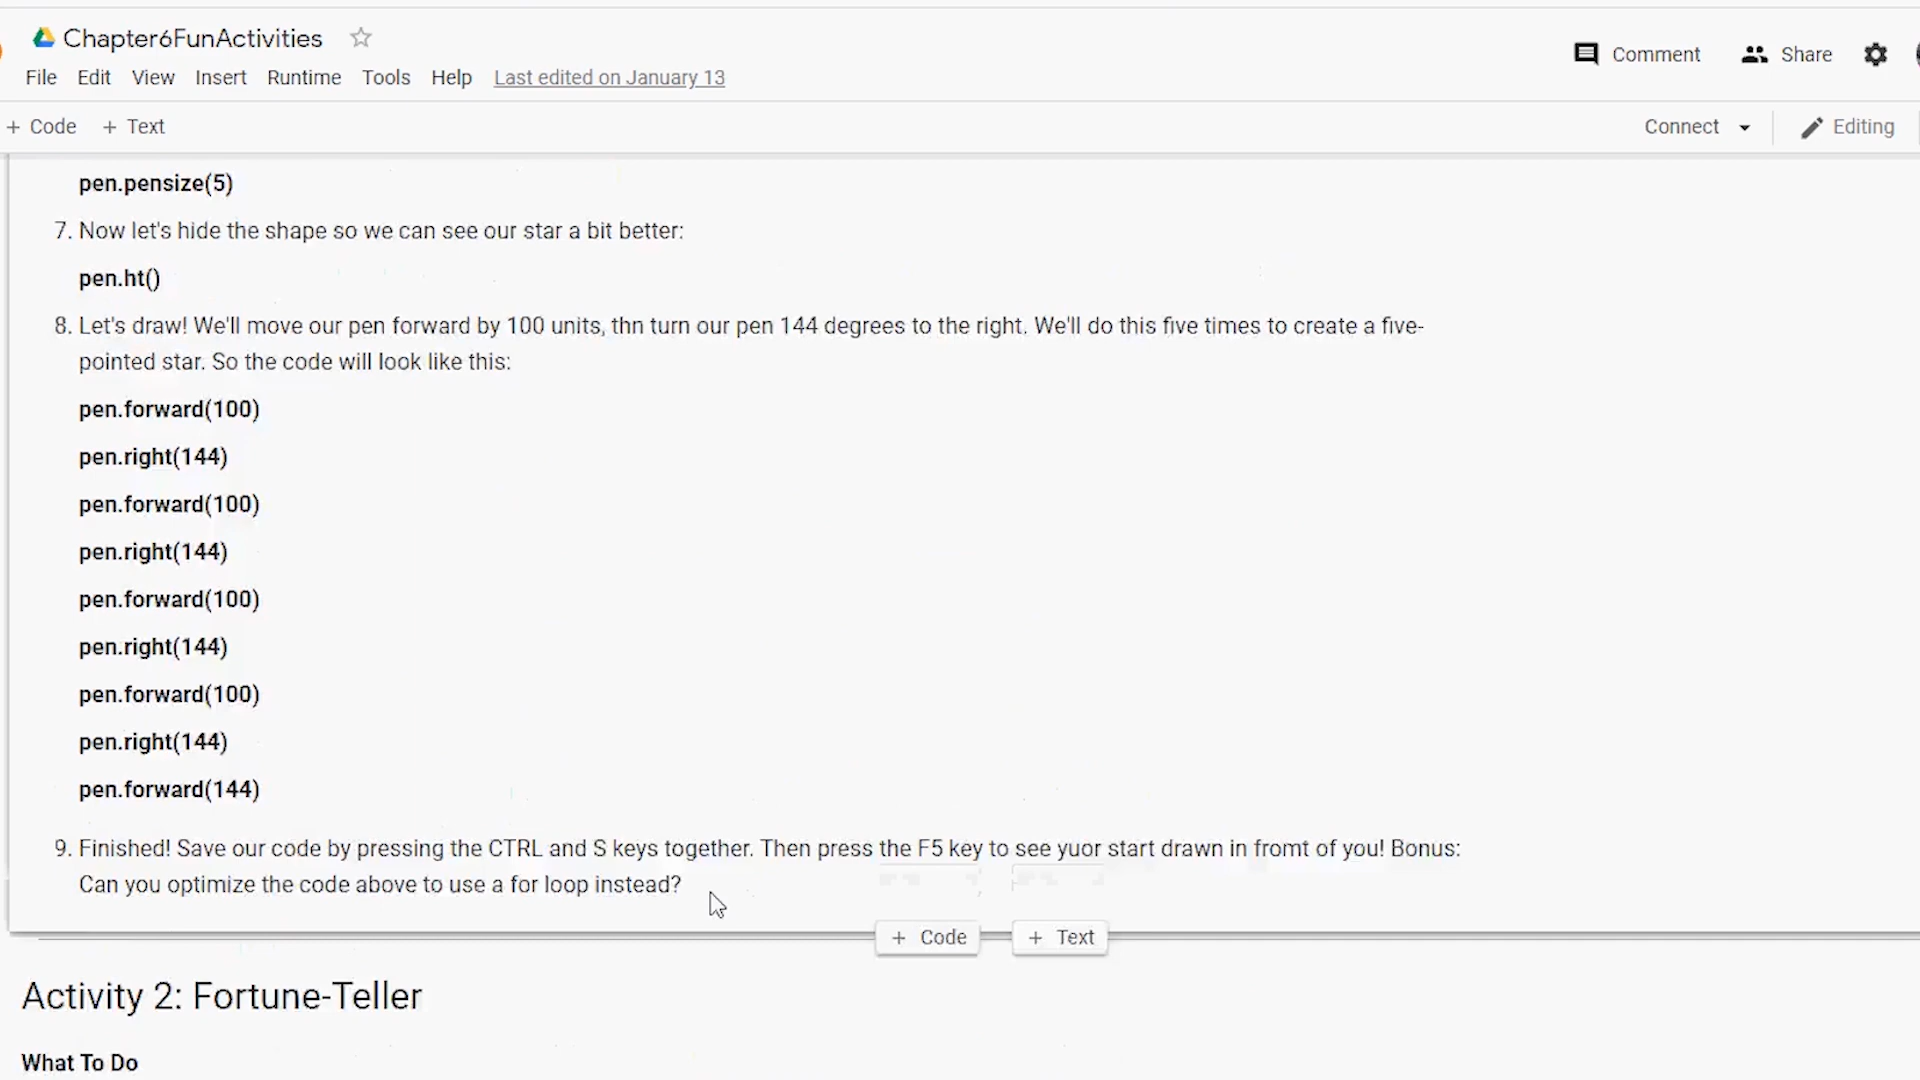 Chapter6FunActivities
Comment
Share
File Edit View Insert Runtime Tools Help Last edited on January 13
+ Code + Text
Connect
Editing
pen.pensize(5)
7. Now let's hide the shape so we can see our star a bit better:
pen.ht()
8. Let's draw! We'll move our pen forward by 100 units, thn turn our pen 144 degrees to the right. We'll do this five times to create a five-
pointed star. So the code will look like this:
pen.forward(100)
pen.right(144)
pen.forward(100)
pen.right(144)
pen.forward(100)
pen.right(144)
pen.forward(100)
pen.right(144)
pen.forward(144)
9. Finished! Save our code by pressing the CTRL and S keys together. Then press the F5 key to see yuor start drawn in fromt of you! Bonus:
Can you optimize the code above to use a for loop instead?
+ Code + Text
Activity 2: Fortune-Teller
What To Do